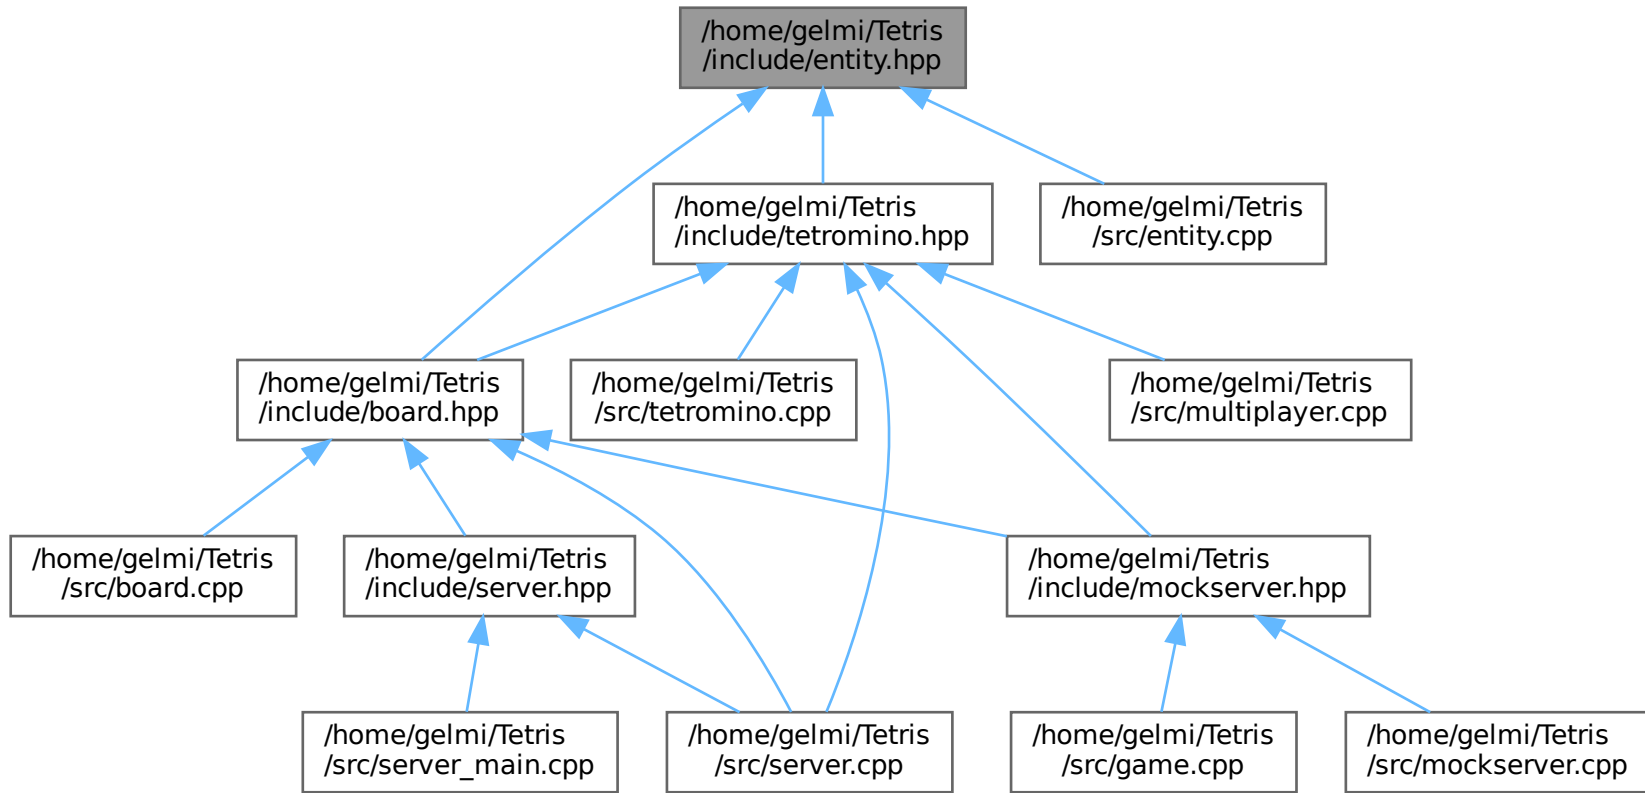 /home/gelmi/Tetris
/include/entity.hpp
/home/gelmi/Tetris
/include/tetromino.hpp
/home/gelmi/Tetris
/src/entity.cpp
/home/gelmi/Tetris
/include/board.hpp
/home/gelmi/Tetris
/src/tetromino.cpp
/home/gelmi/Tetris
/src/multiplayer.cpp
/home/gelmi/Tetris
/src/board.cpp
/home/gelmi/Tetris
/include/server.hpp
/home/gelmi/Tetris
/include/mockserver.hpp
/home/gelmi/Tetris
/src/server_main.cpp
/home/gelmi/Tetris
/src/server.cpp
/home/gelmi/Tetris
/src/game.cpp
/home/gelmi/Tetris
/src/mockserver.cpp